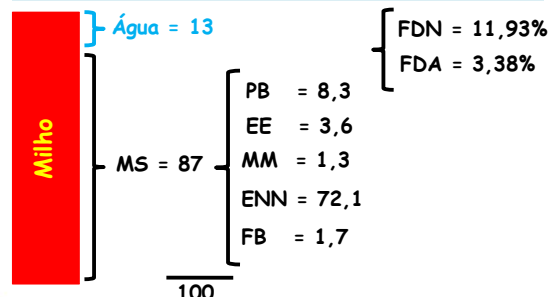 Água = 13
FDN = 11,93%
FDA = 3,38%
PB = 8,3
EE = 3,6
Milho
MS = 87
MM = 1,3
ENN = 72,1
FB = 1,7
100